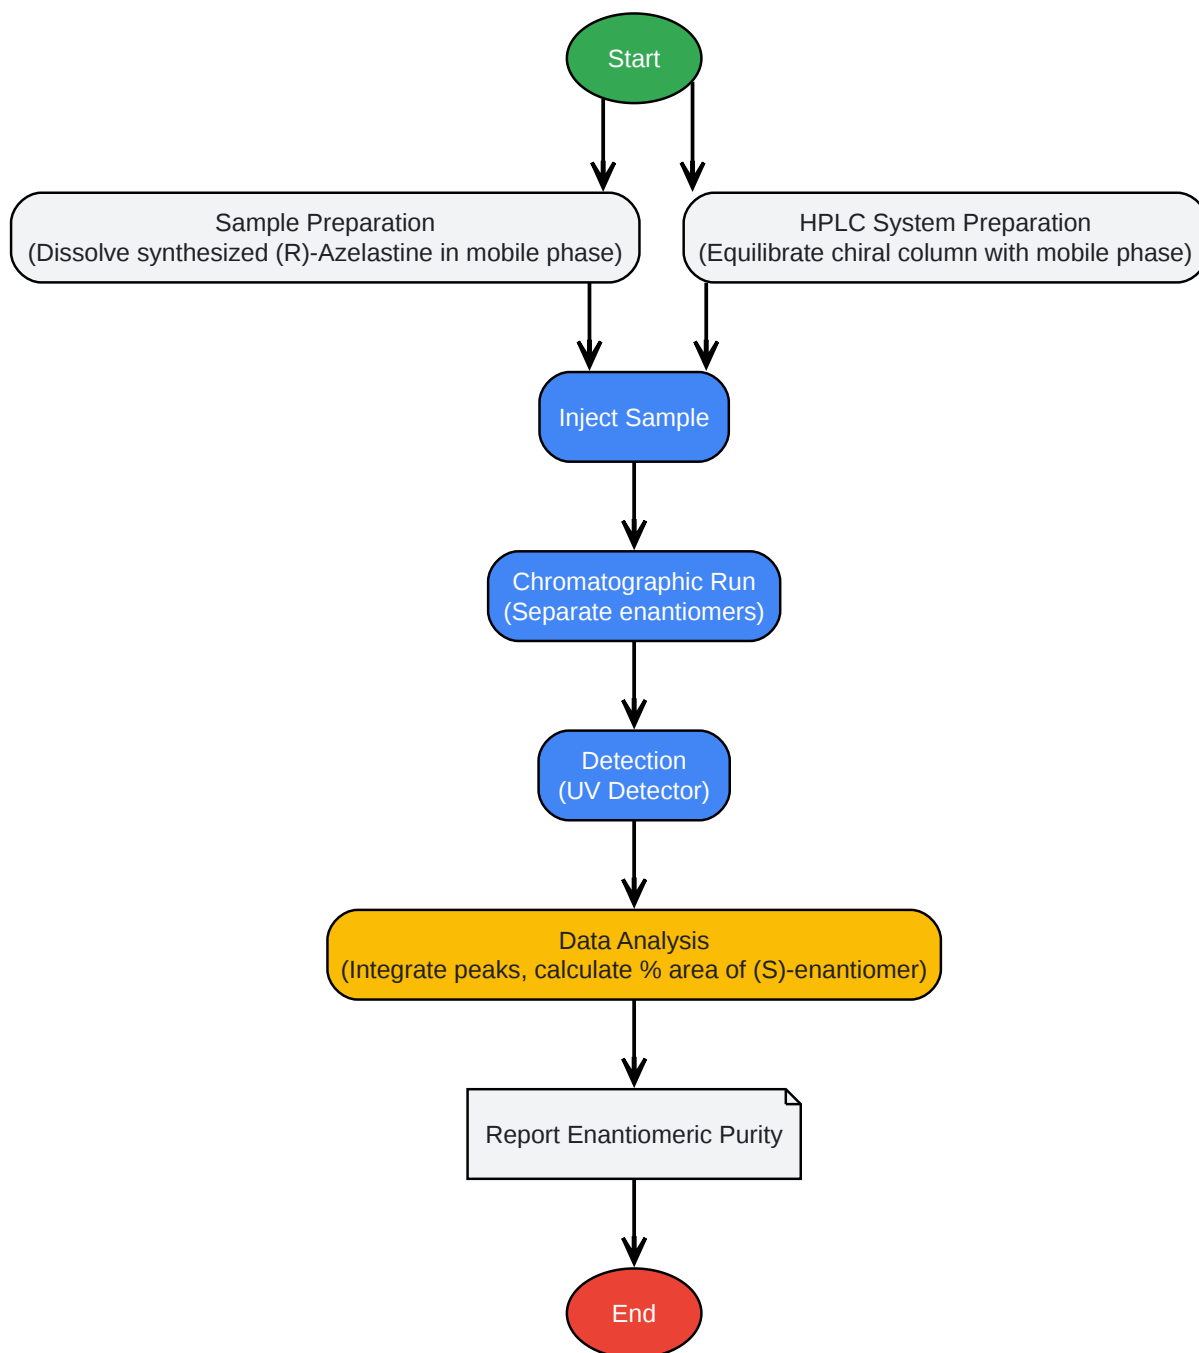 Start
Sample Preparation
(Dissolve synthesized (R)-Azelastine in mobile phase)
HPLC System Preparation
(Equilibrate chiral column with mobile phase)
Inject Sample
Chromatographic Run
(Separate enantiomers)
Detection
(UV Detector)
Data Analysis
(Integrate peaks, calculate % area of (S)-enantiomer)
Report Enantiomeric Purity
End